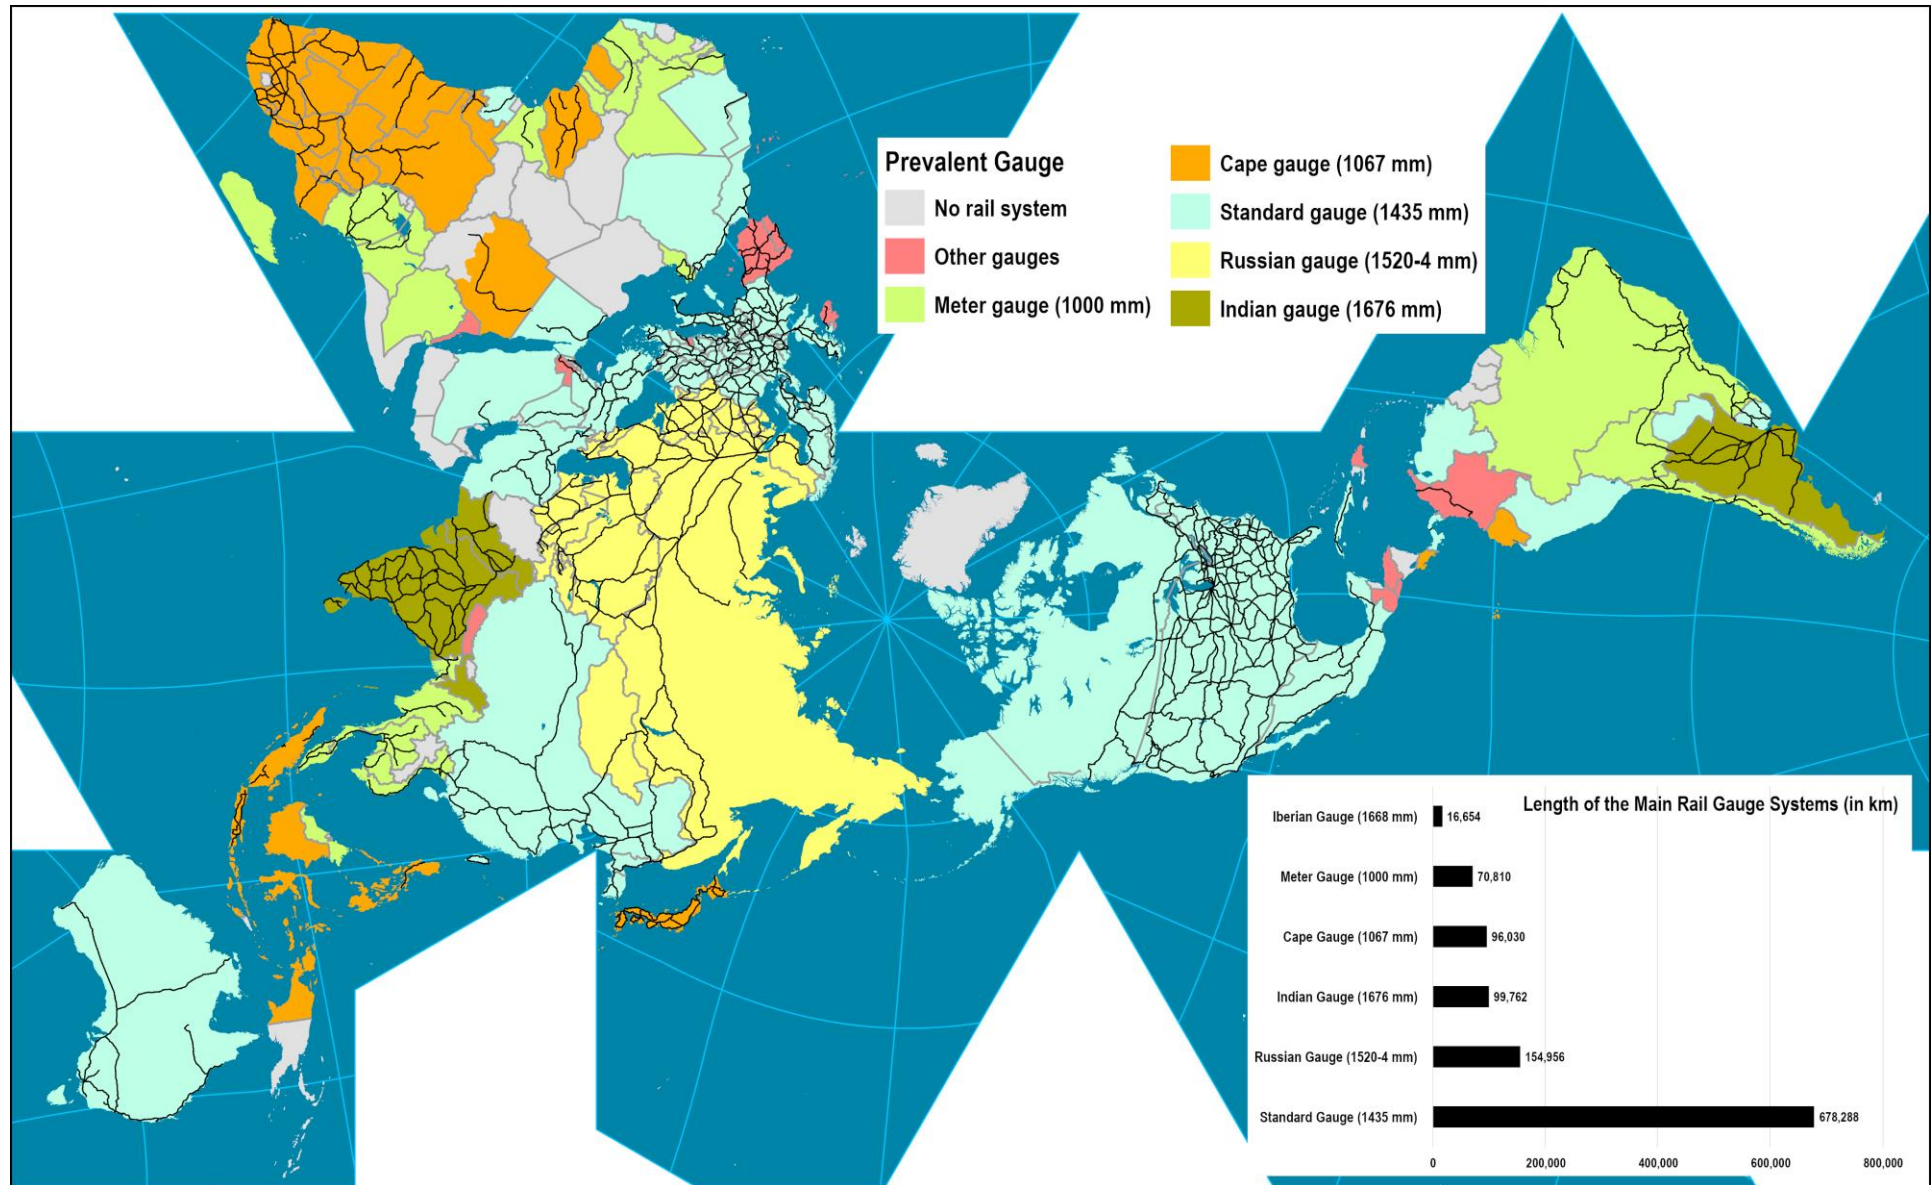 Prevalent Gauge
No rail system
Other gauges
Meter gauge (1000 mm)
Cape gauge (1067 mm)
Standard gauge (1435 mm)
Russian gauge (1520-4 mm)
Indian gauge (1676 mm)
Length of the Main Rail Gauge Systems (in km)
Iberian Gauge (1668 mm) 16,654
Meter Gauge (1000 mm) 70,810
Cape Gauge (1067 mm) 96,030
Indian Gauge (1676 mm) 99,762
Russian Gauge (1520-4 mm) 154,956
Standard Gauge (1435 mm) 678,288
0 200,000 400,000 600,000 800,000